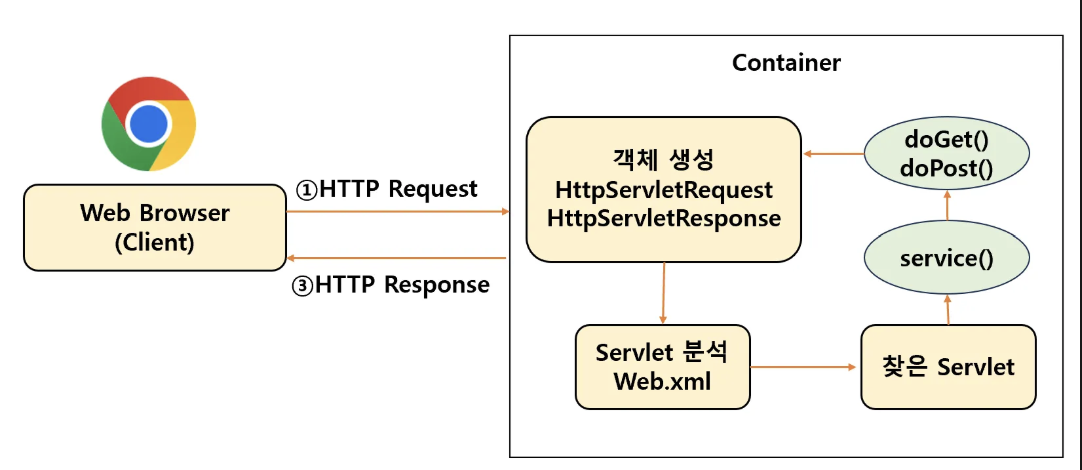 Container
객체 생성
HttpServletRequest
HttpServletResponse
doGet()
doPost()
①HTTP Request
Web Browser
(Client)
service()
③HTTP Response
Servlet 분석
Web.xml
찾은 Servlet